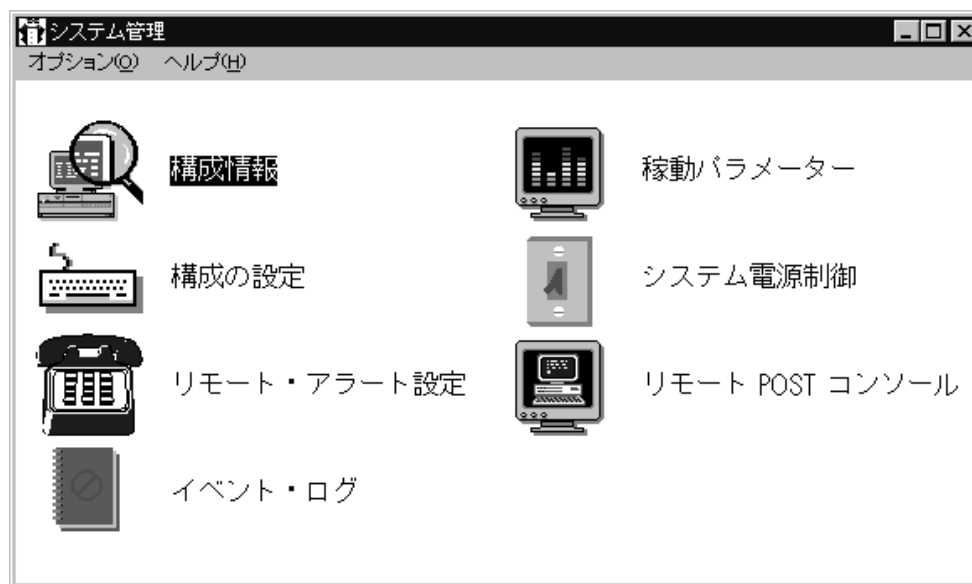 システム管理
オプション(O) ヘルプ(H)
構成情報
稼動パラメーター
構成の設定
システム電源制御
リモート・アラート設定
リモート POST コンソール
イベント・ログ